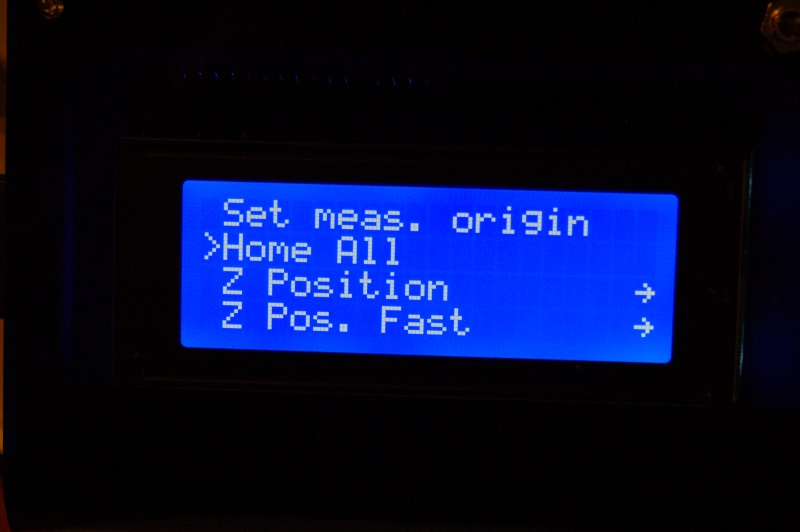 Set meas. origin
>Home All
Z Position →
Z Pos. Fast →